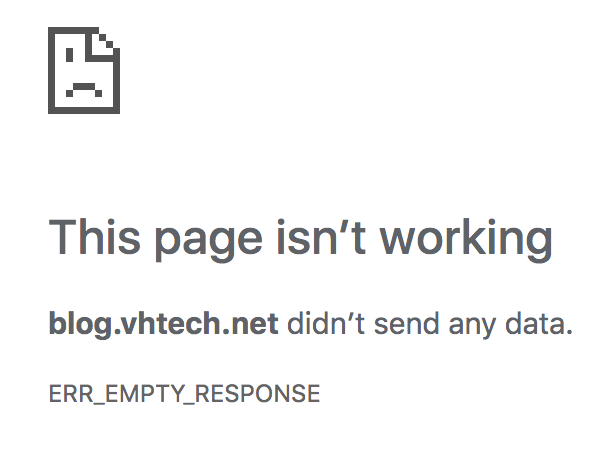 This page isn’t working
blog.vhtech.net didn’t send any data.
ERR_EMPTY_RESPONSE